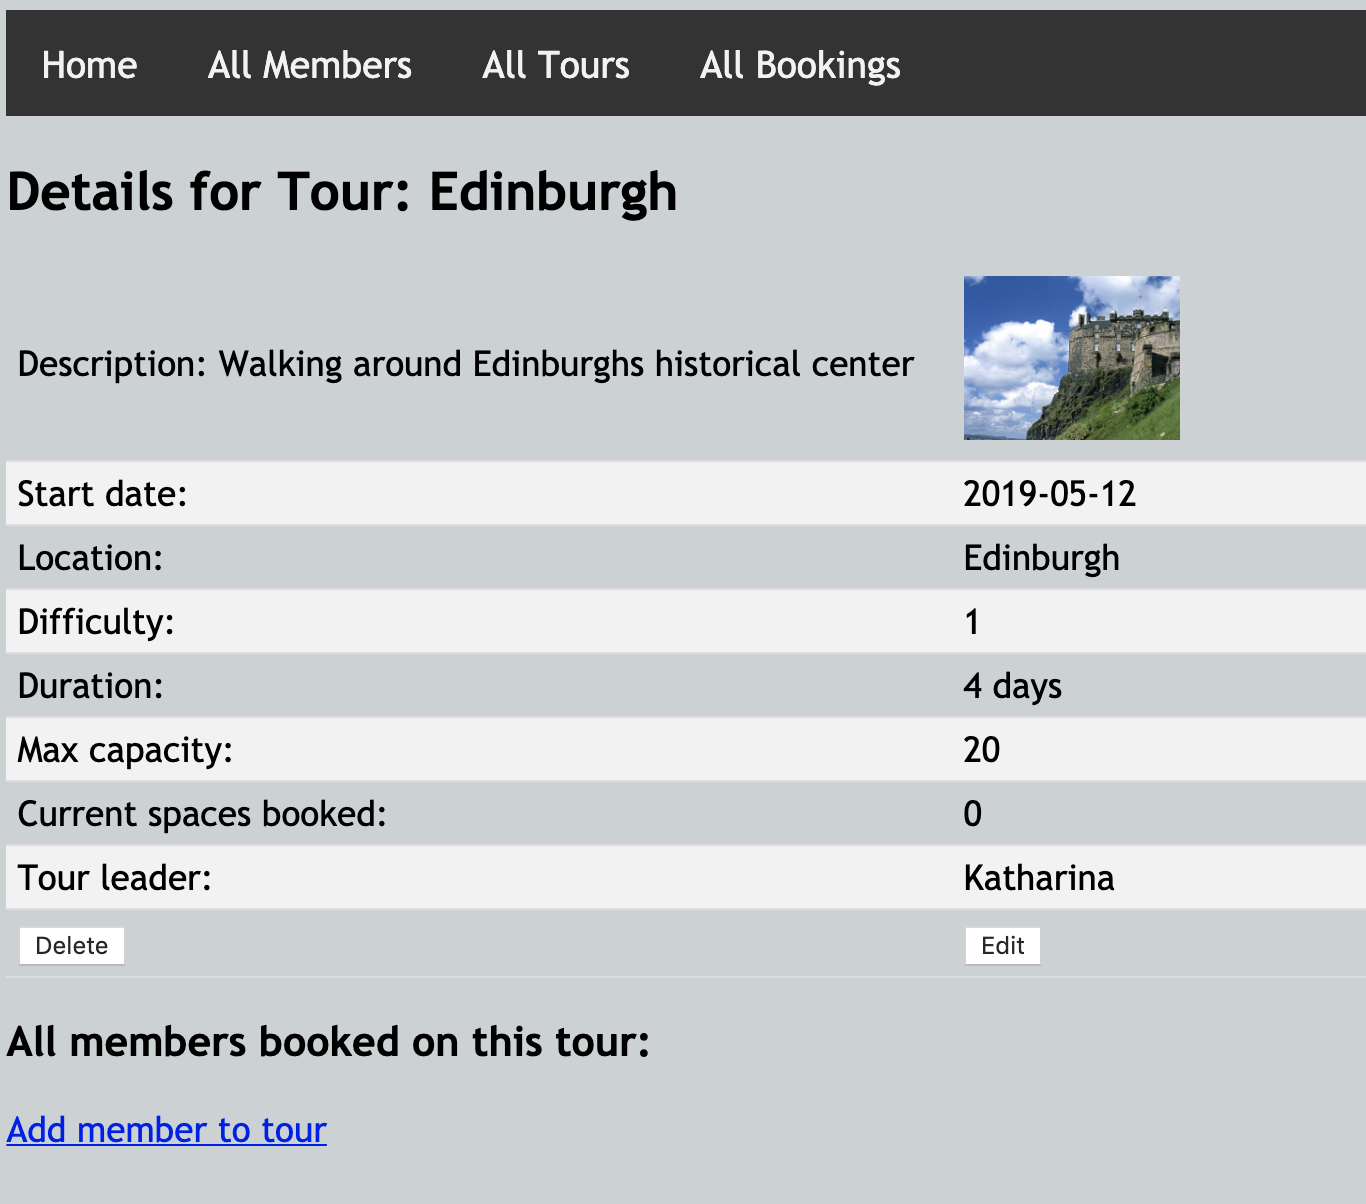 Home All Members All Tours All Bookings
Details for Tour: Edinburgh
Description: Walking around Edinburghs historical center
Start date: 2019-05-12
Location: Edinburgh
Difficulty: 1
Duration: 4 days
Max capacity: 20
Current spaces booked: 0
Tour leader: Katharina
Delete Edit
All members booked on this tour:
Add member to tour